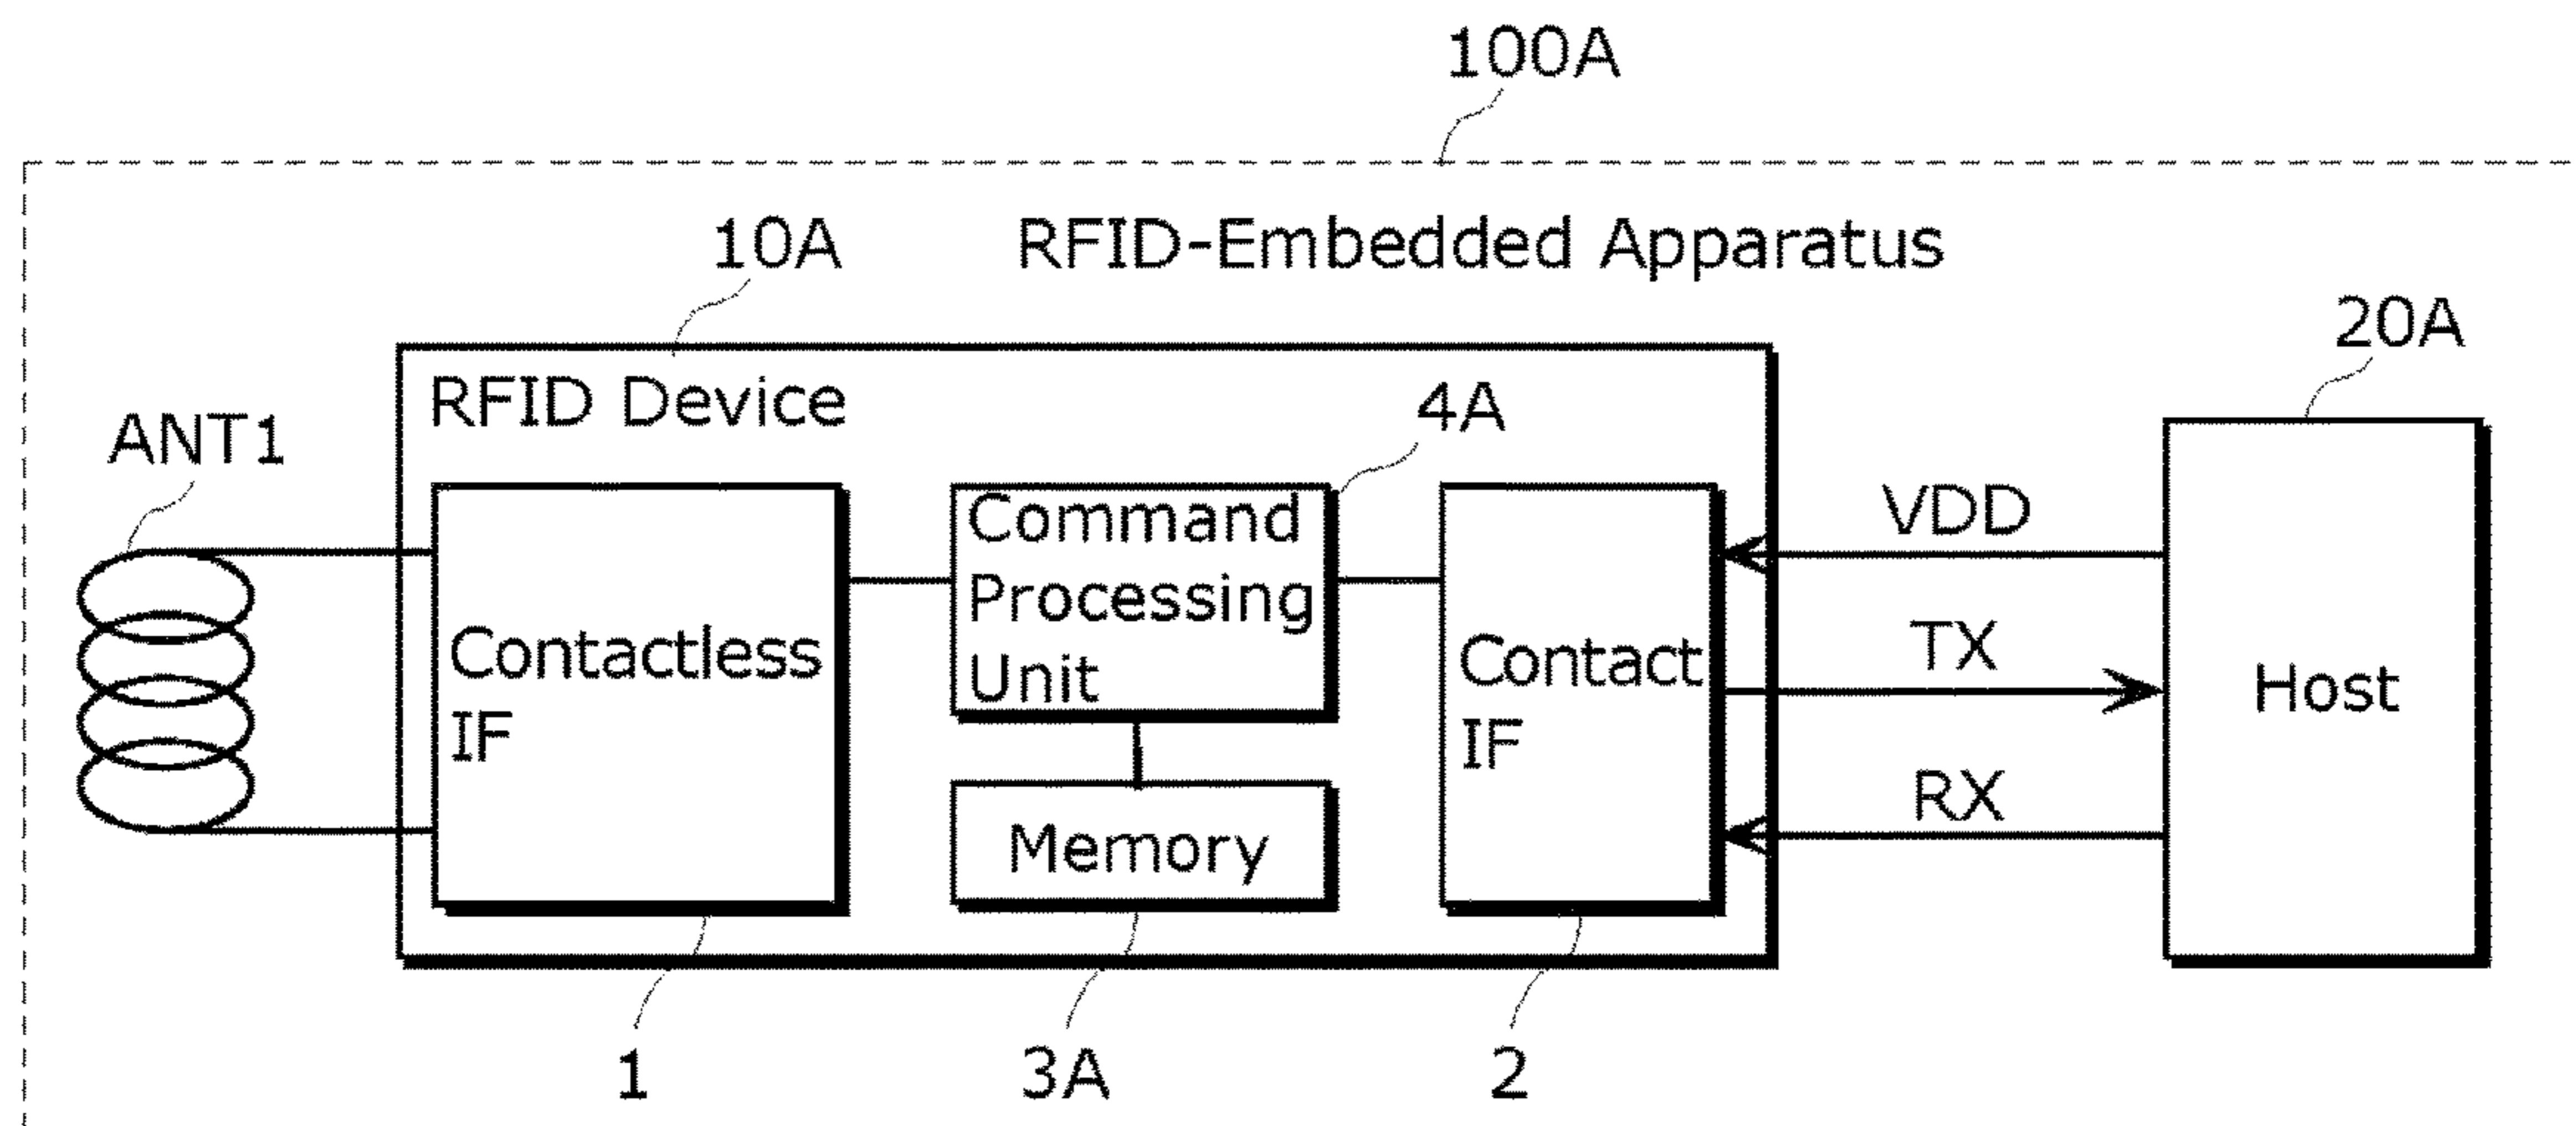 100A
10A
RFID-Embedded Apparatus
20A
RFID Device
4A
ANT1
Command
Processing
Unit
Contactless
IF
Contact
IF
VDD
TX
RX
Host
Memory
1
3A
2